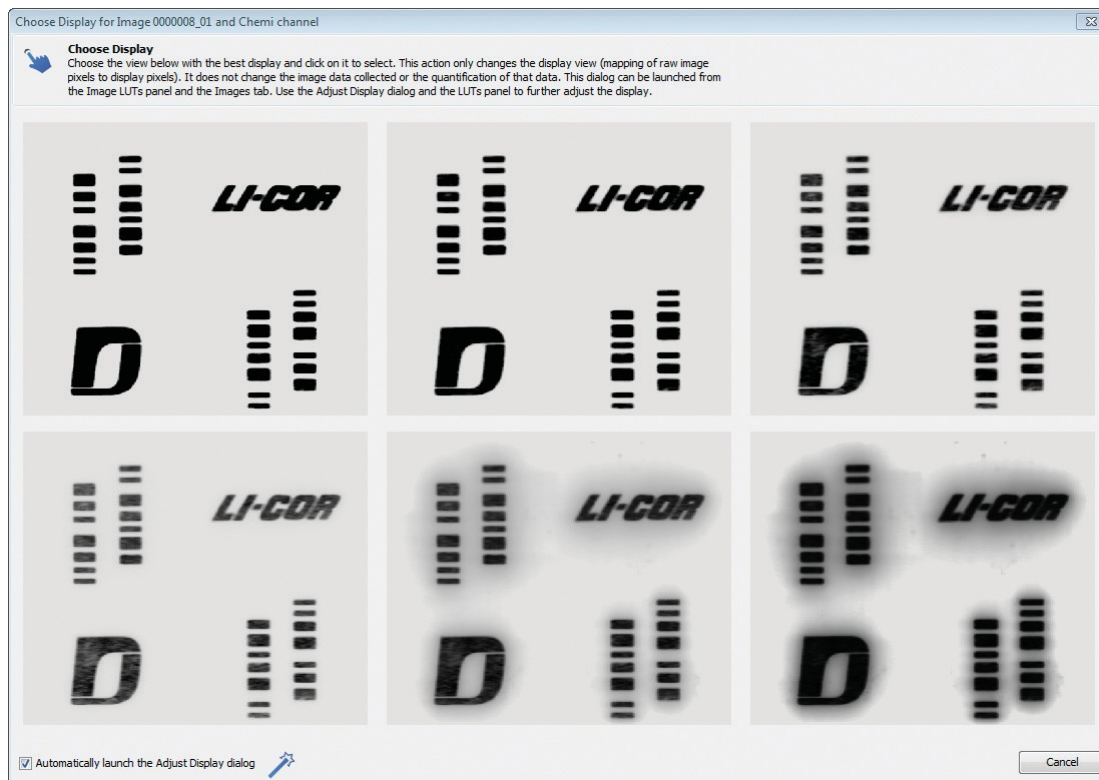 Choose Display for Image 0000008_01 and Chemi channel
Choose Display
Choose the view below with the best display and click on it to select. This action only changes the display view (mapping of raw image
pixels to display pixels). It does not change the image data collected or the quantification of that data. This dialog can be launched from
the Image LUTs panel and the Images tab. Use the Adjust Display dialog and the LUTs panel to further adjust the display.
LI-COR
LI-COR
LI-COR
D
D
D
LI-COR
LI-COR
LI-COR
D
D
D
Automatically launch the Adjust Display dialog
Cancel